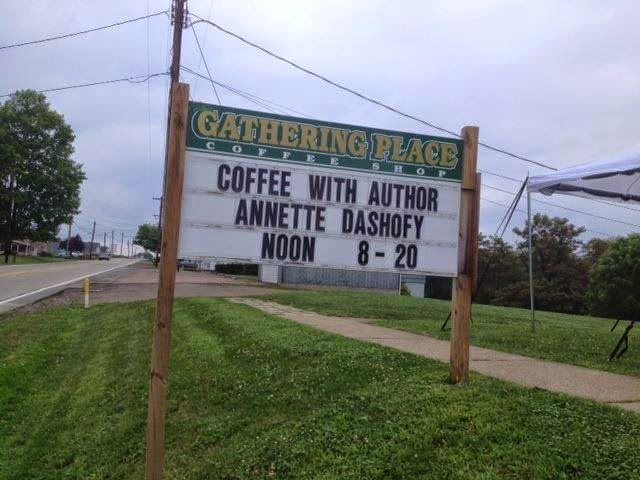 GATHERING PLACE
COFFEE SHOP
COFFEE WITH AUTHOR
ANNETTE DASHOFY
NOON 8-20